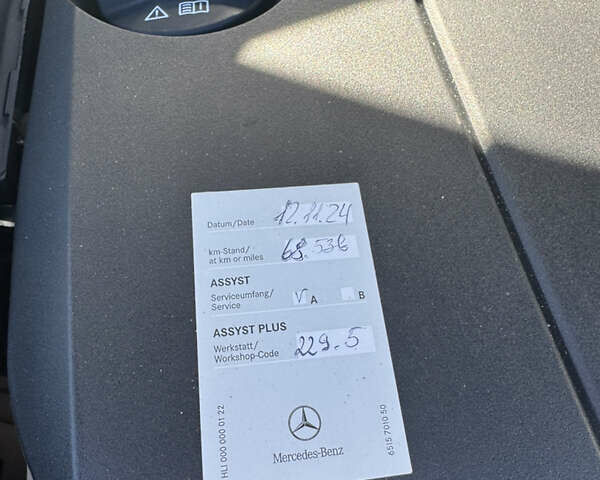 Datum/Date 12.11.24
km-Stand/
at km or miles 68.536
ASSYST
Serviceumfang/
Service V A B
ASSYST PLUS
Werkstatt/
Workshop-Code 229.5
Mercedes-Benz
HLI 000 000 01 22
6515 7010 50